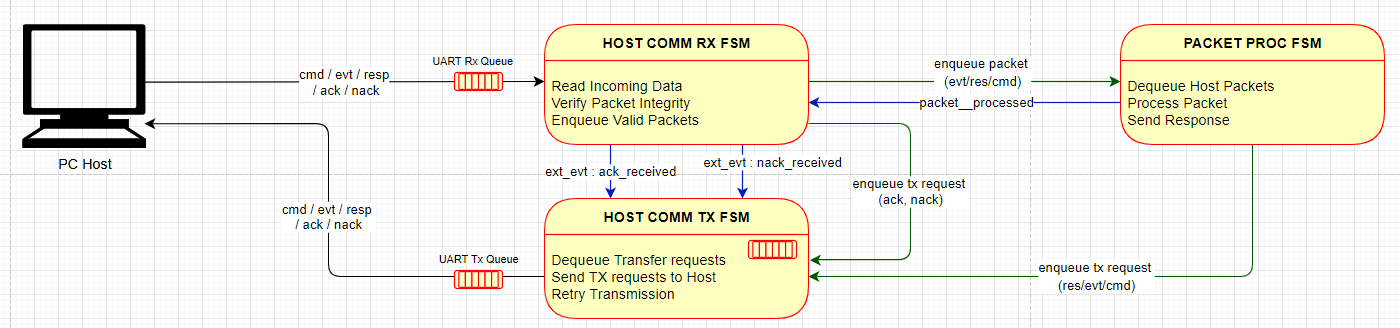 HOST COMM RX FSM
Read Incoming Data
Verify Packet Integrity
Enqueue Valid Packets
PACKET PROC FSM
Dequeue Host Packets
Process Packet
Send Response
UART Rx Queue
cmd / evt / resp
/ ack / nack
enqueue packet
(evt/res/cmd)
packet__processed
PC Host
ext_evt : ack_received
ext_evt : nack_received
enqueue tx request
(ack, nack)
cmd / evt / resp
/ ack / nack
HOST COMM TX FSM
Dequeue Transfer requests
Send TX requests to Host
Retry Transmission
UART Tx Queue
enqueue tx request
(res/evt/cmd)